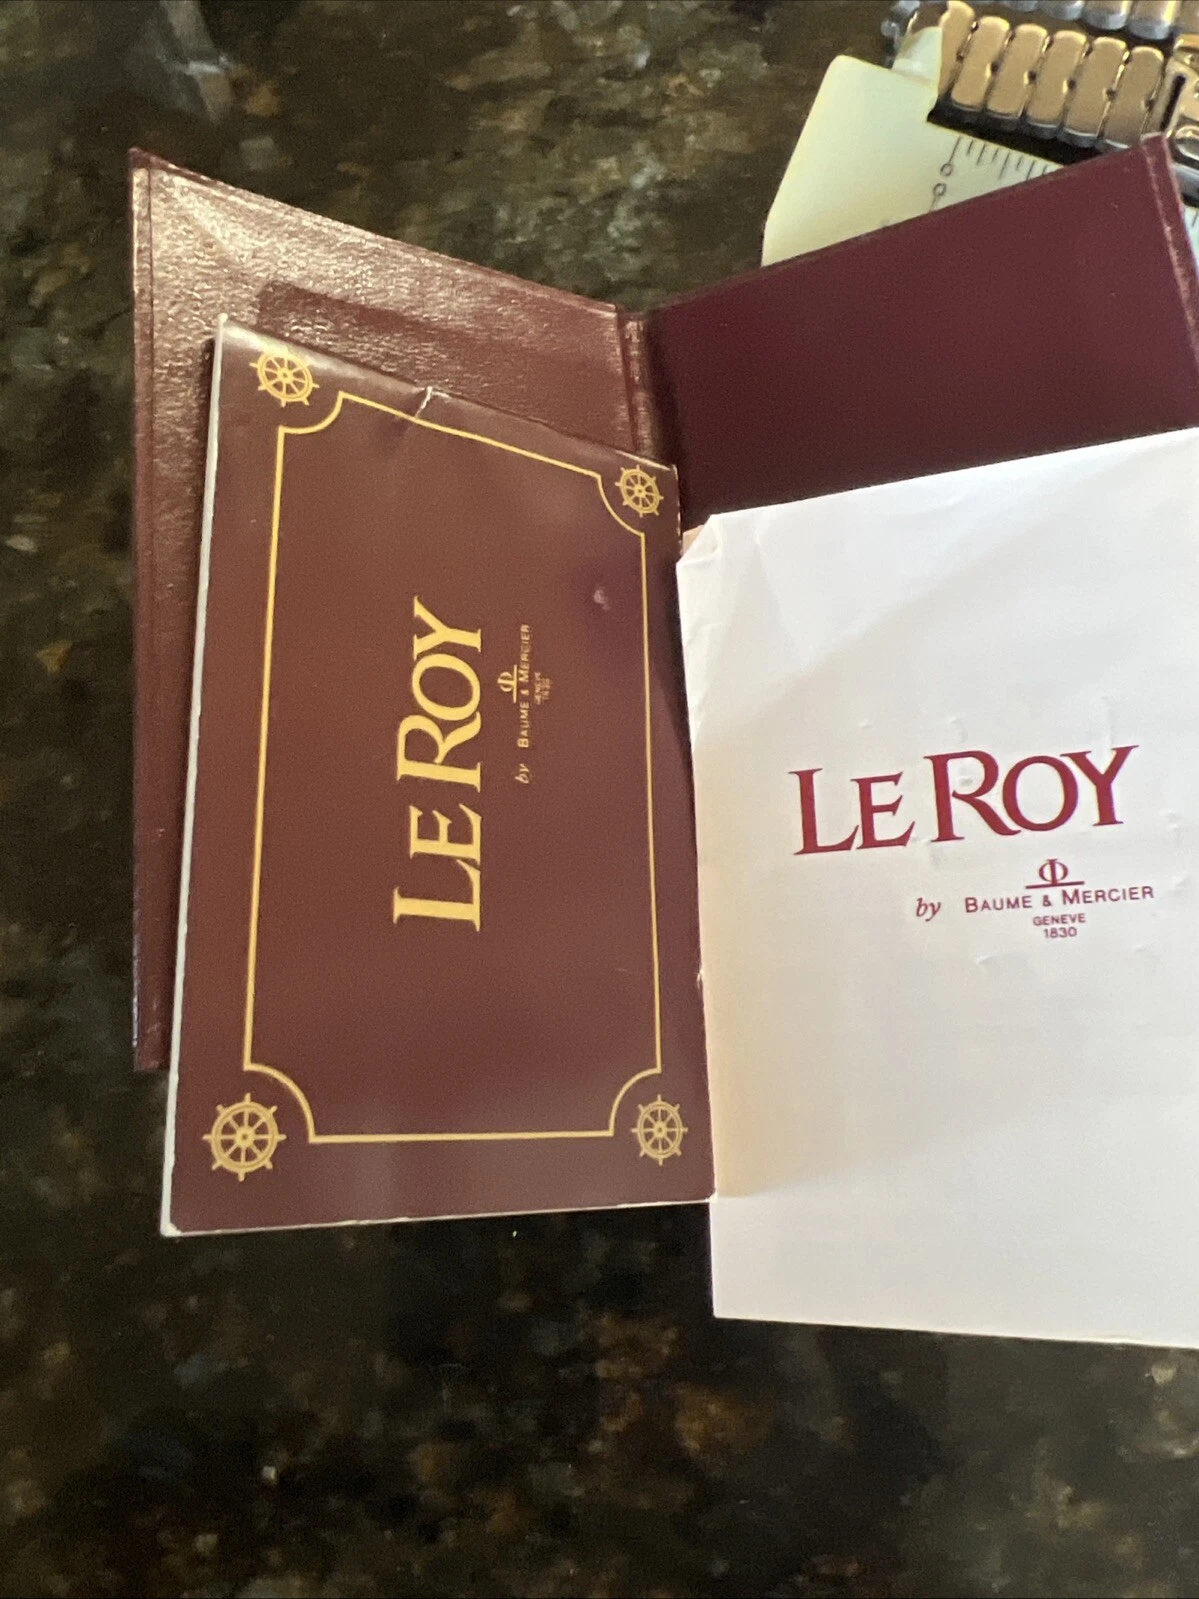 LE ROY
Φ
by BAUME & MERCIER
GENEVE
1830
LE ROY
Φ
by BAUME & MERCIER
GENEVE
1830